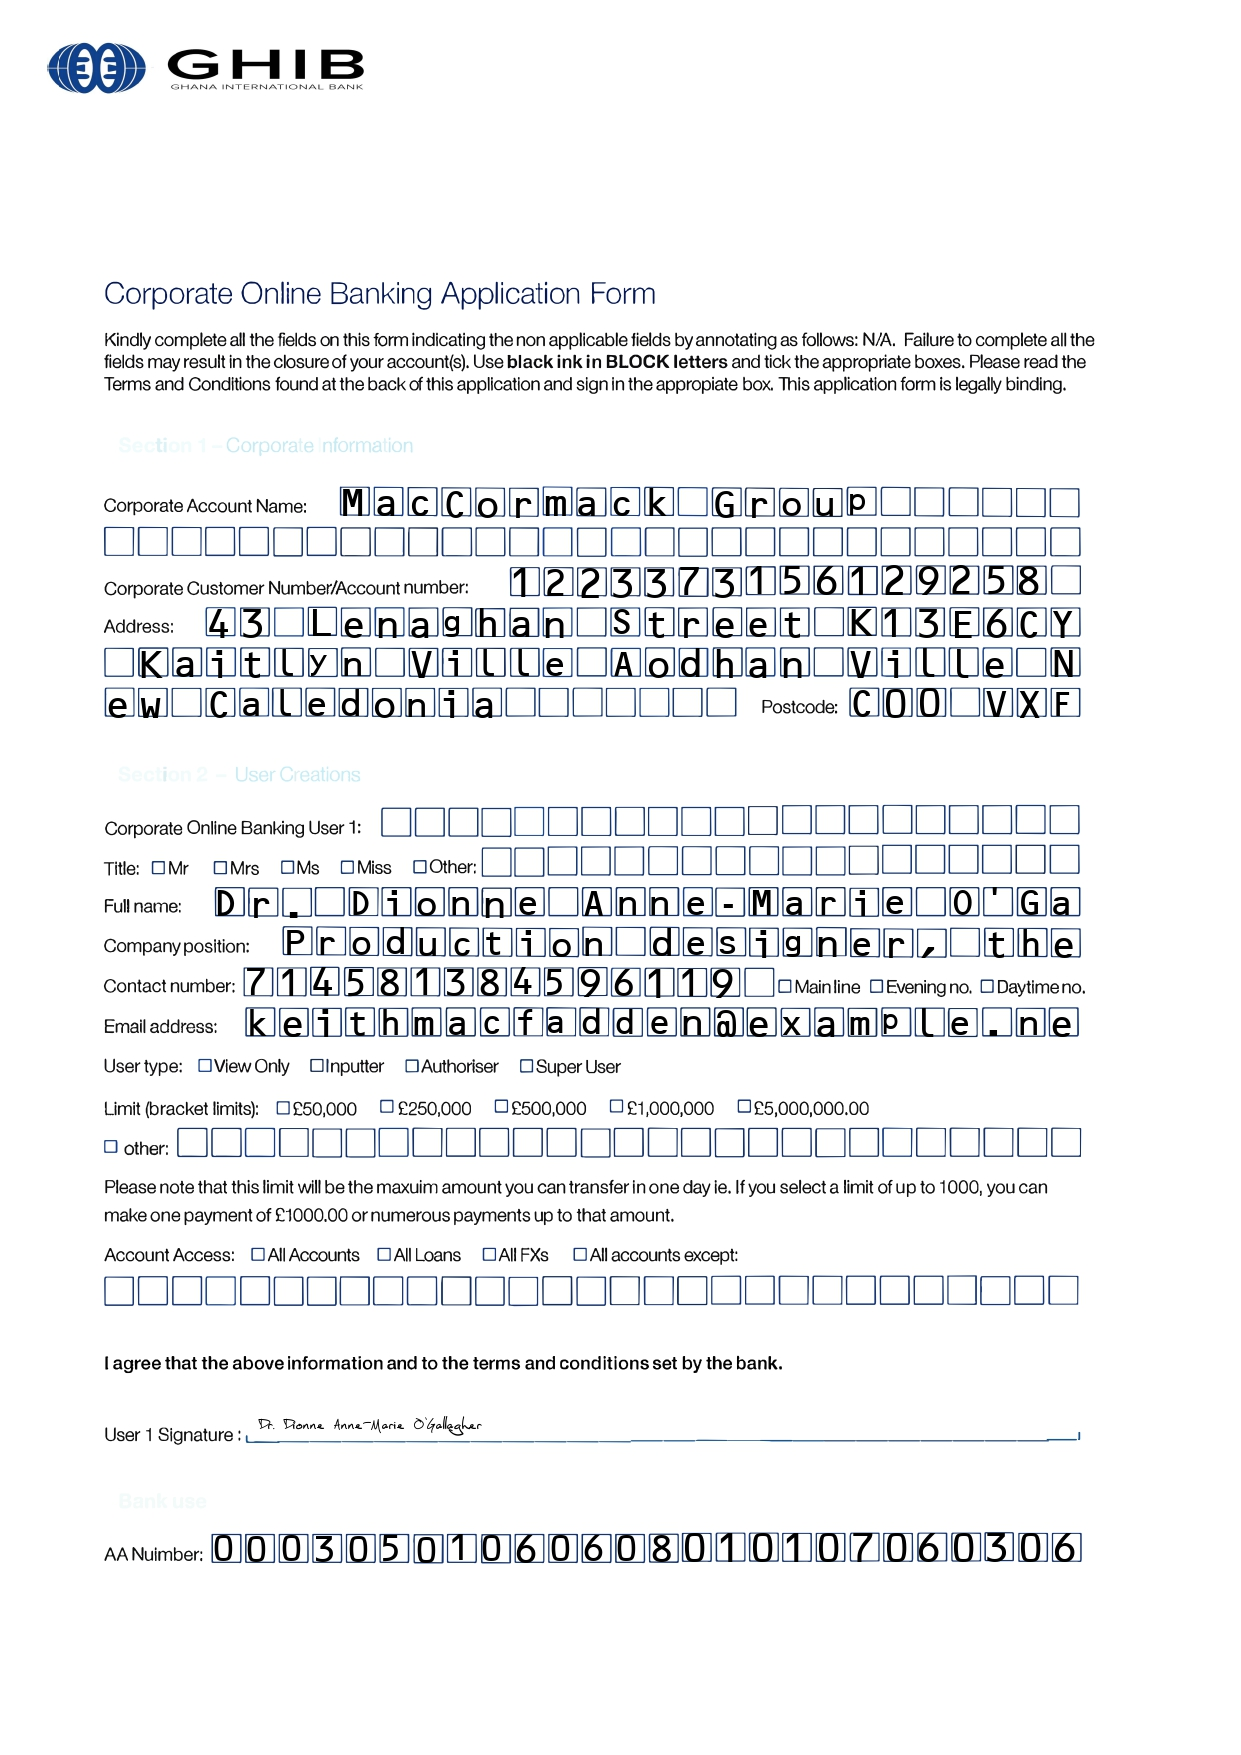 GHIB
GHANA INTERNATIONAL BANK
Corporate Online Banking Application Form
Kindly complete all the fields on this form indicating the non applicable fields by annotating as follows: N/A. Failure to complete all the
fields may result in the closure of your account(s). Use black ink in BLOCK letters and tick the appropriate boxes. Please read the
Terms and Conditions found at the back of this application and sign in the appropiate box. This application form is legally binding.
Section 1 – Corporate Information
Corporate Account Name: MacCormack Group
Corporate Customer Number/Account number: 1223373156129258
Address: 43 Lenaghan Street K13E6CY
Kaitlyn Ville Aodhan Ville N
ew Caledonia Postcode: C00 VXF
Section 2 – User Creations
Corporate Online Banking User 1:
Title: Mr Mrs Ms Miss Other:
Full name: Dr. Dionne Anne-Marie O'Ga
Company position: Production designer, the
Contact number: 714581384596119 Main line Evening no. Daytime no.
Email address: keithmacfadden@example.ne
User type: View Only Inputter Authoriser Super User
Limit (bracket limits): £50,000 £250,000 £500,000 £1,000,000 £5,000,000.00
other:
Please note that this limit will be the maxuim amount you can transfer in one day ie. If you select a limit of up to 1000, you can
make one payment of £1000.00 or numerous payments up to that amount.
Account Access: All Accounts All Loans All FXs All accounts except:
I agree that the above information and to the terms and conditions set by the bank.
User 1 Signature : Dr. Dionne Anne-Marie O'Gallagher
Bank use
AA Nuimber: 00030501060608010107060306